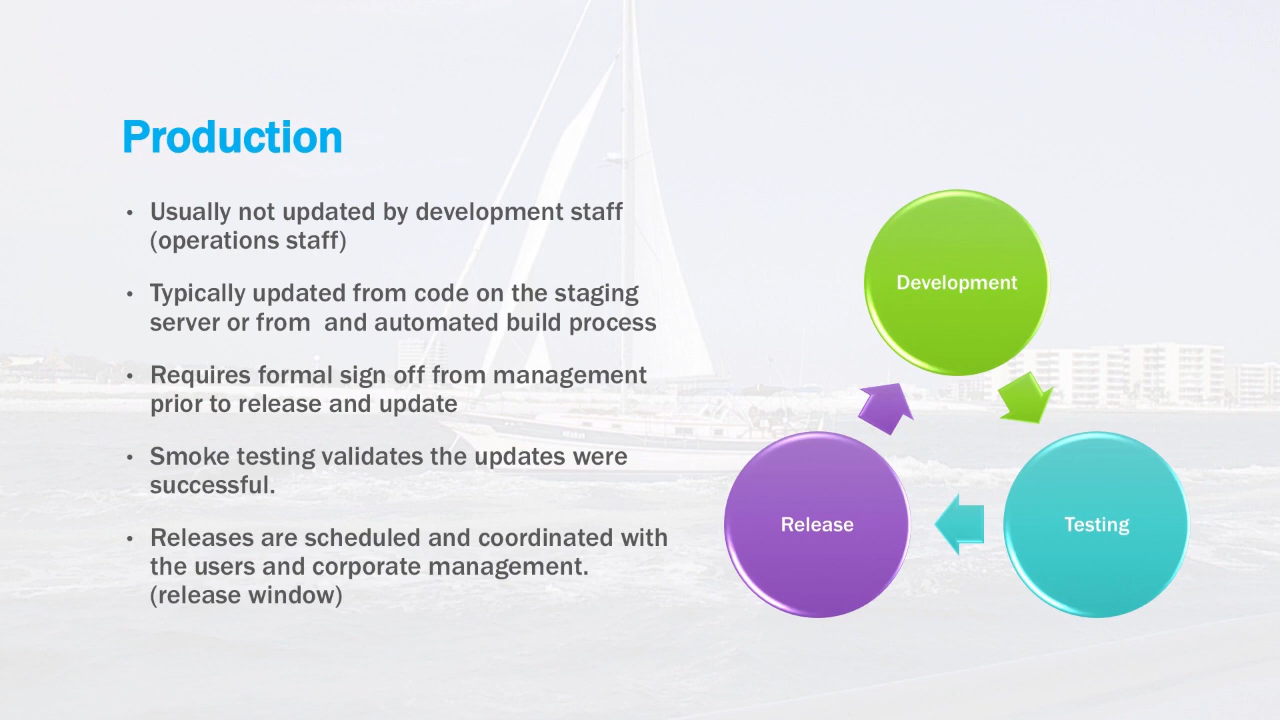 Production
• Usually not updated by development staff
(operations staff)
• Typically updated from code on the staging
server or from  and automated build process
• Requires formal sign off from management
prior to release and update
• Smoke testing validates the updates were
successful.
• Releases are scheduled and coordinated with
the users and corporate management.
(release window)
Development
Release
Testing